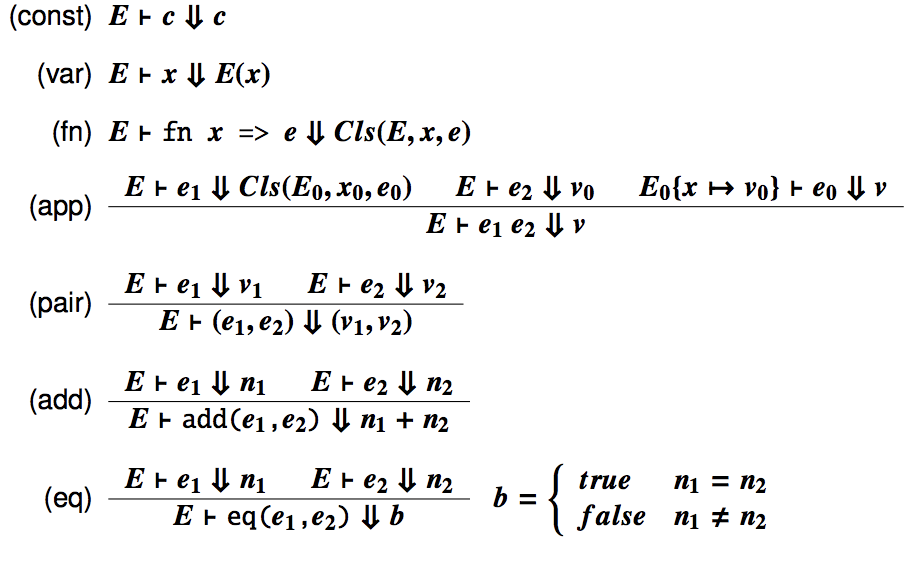 (const) E ⊢ c ⇓ c
(var) E ⊢ x ⇓ E(x)
(fn) E ⊢ fn x => e ⇓ Cls(E, x, e)
E ⊢ e₁ ⇓ Cls(E₀, x₀, e₀) E ⊢ e₂ ⇓ v₀ E₀{x ↦ v₀} ⊢ e₀ ⇓ v
(app)
E ⊢ e₁ e₂ ⇓ v
E ⊢ e₁ ⇓ v₁ E ⊢ e₂ ⇓ v₂
(pair)
E ⊢ (e₁, e₂) ⇓ (v₁, v₂)
E ⊢ e₁ ⇓ n₁ E ⊢ e₂ ⇓ n₂
(add)
E ⊢ add(e₁,e₂) ⇓ n₁ + n₂
E ⊢ e₁ ⇓ n₁ E ⊢ e₂ ⇓ n₂
(eq)
E ⊢ eq(e₁,e₂) ⇓ b
b = { true n₁ = n₂
false n₁ ≠ n₂